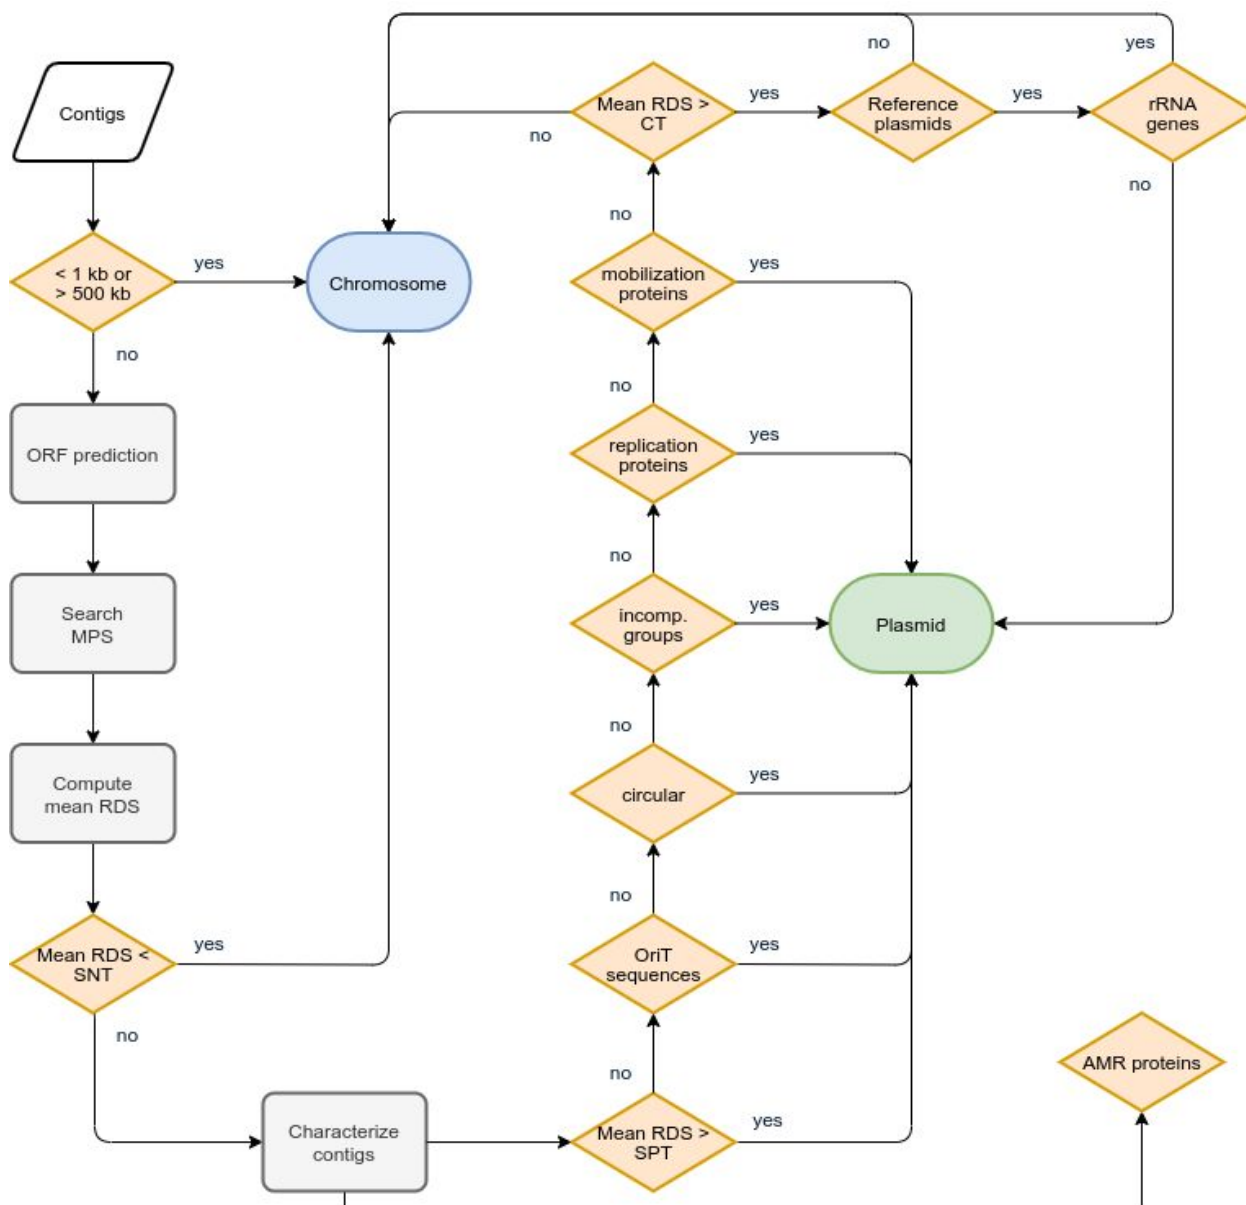 no
yes
Contigs
Mean RDS >
CT
yes
Reference
plasmids
yes
rRNA
genes
no
no
no
< 1 kb or
> 500 kb
yes
Chromosome
mobilization
proteins
yes
no
no
ORF prediction
replication
proteins
yes
no
Search
MPS
incomp.
groups
yes
Plasmid
no
Compute
mean RDS
circular
yes
no
Mean RDS <
SNT
yes
OriT
sequences
yes
no
no
AMR proteins
Characterize
contigs
Mean RDS >
SPT
yes